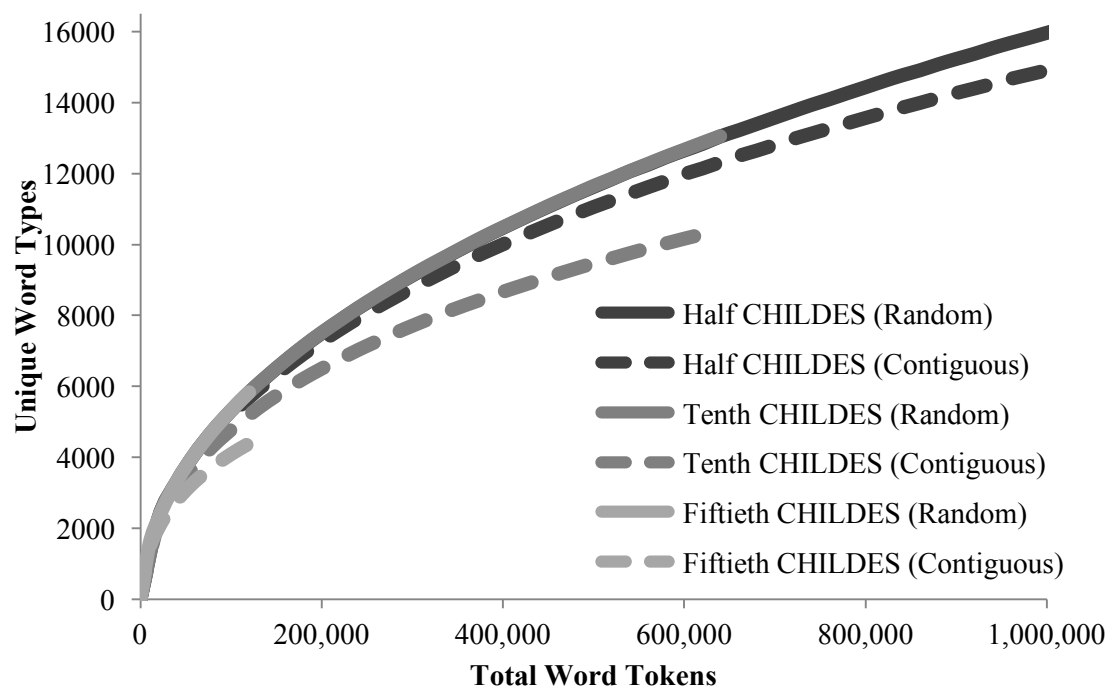 16000
14000
12000
10000
8000
6000
4000
2000
0
Unique Word Types
Half CHILDES (Random)
Half CHILDES (Contiguous)
Tenth CHILDES (Random)
Tenth CHILDES (Contiguous)
Fiftieth CHILDES (Random)
Fiftieth CHILDES (Contiguous)
0
200,000
400,000
600,000
800,000
1,000,000
Total Word Tokens